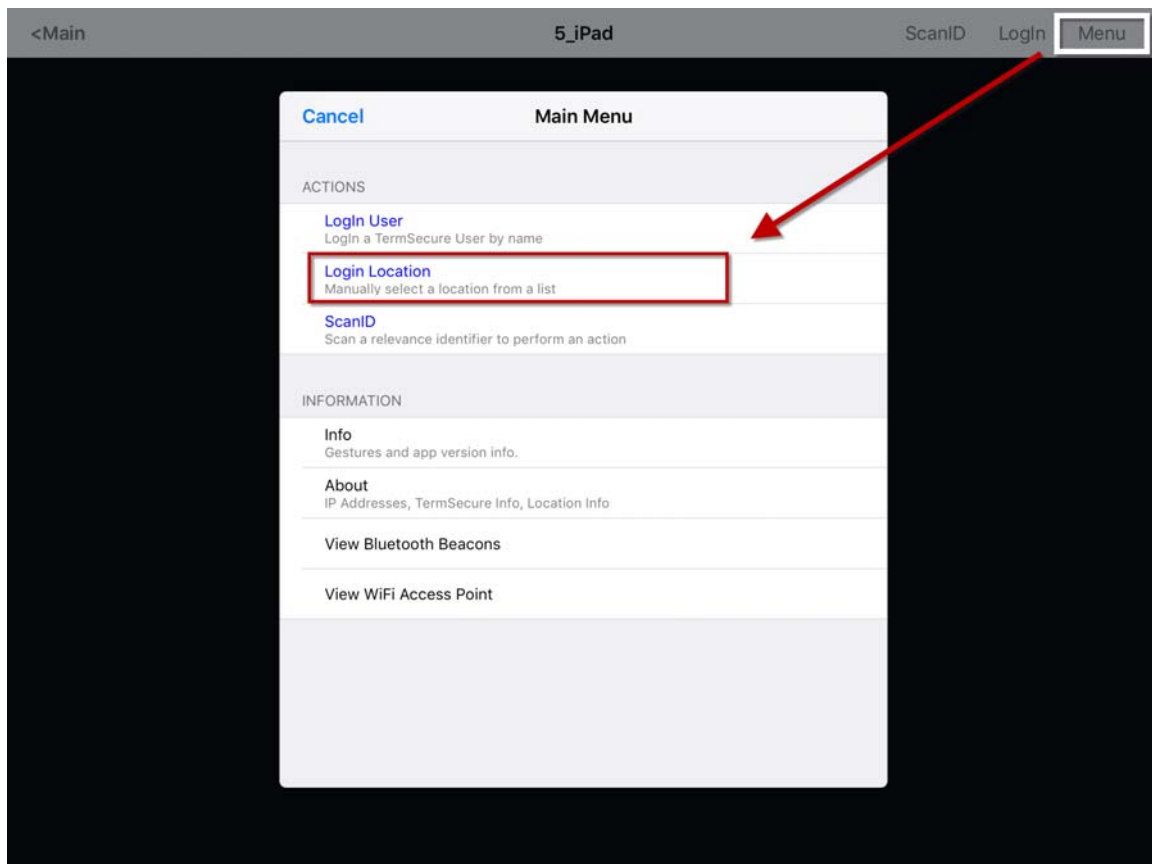 <Main 5_iPad ScanID LogIn Menu
Cancel Main Menu
ACTIONS
LogIn User
LogIn a TermSecure User by name
Login Location
Manually select a location from a list
ScanID
Scan a relevance identifier to perform an action
INFORMATION
Info
Gestures and app version info.
About
IP Addresses, TermSecure Info, Location Info
View Bluetooth Beacons
View WiFi Access Point